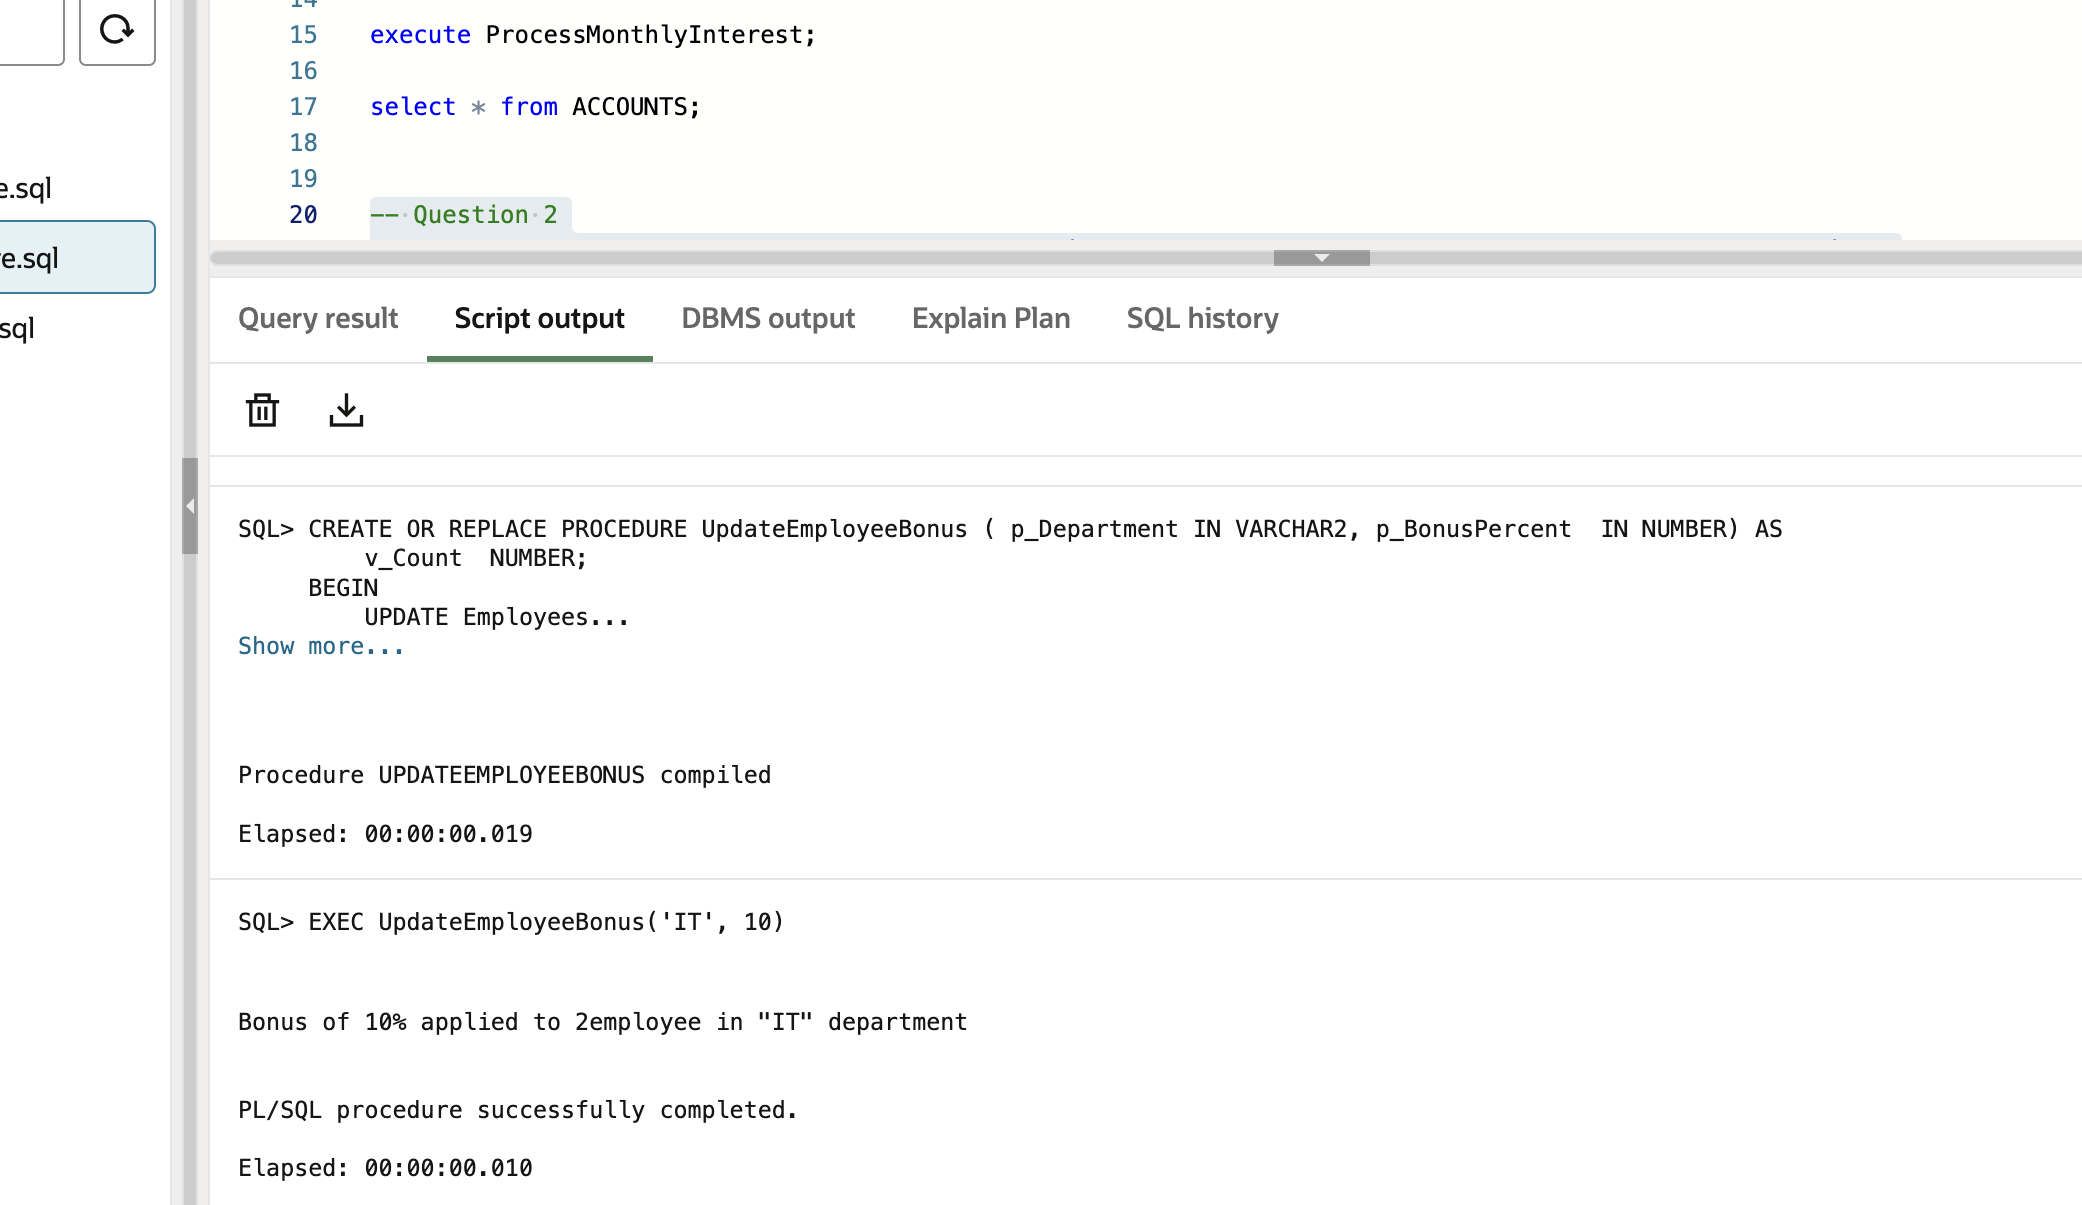 15 execute ProcessMonthlyInterest;
16
17 select * from ACCOUNTS;
18
19
20 -- Question 2
e.sql
e.sql
sql
Query result Script output DBMS output Explain Plan SQL history
SQL> CREATE OR REPLACE PROCEDURE UpdateEmployeeBonus ( p_Department IN VARCHAR2, p_BonusPercent  IN NUMBER) AS
v_Count  NUMBER;
BEGIN
UPDATE Employees...
Show more...
Procedure UPDATEEMPLOYEEBONUS compiled
Elapsed: 00:00:00.019
SQL> EXEC UpdateEmployeeBonus('IT', 10)
Bonus of 10% applied to 2employee in "IT" department
PL/SQL procedure successfully completed.
Elapsed: 00:00:00.010